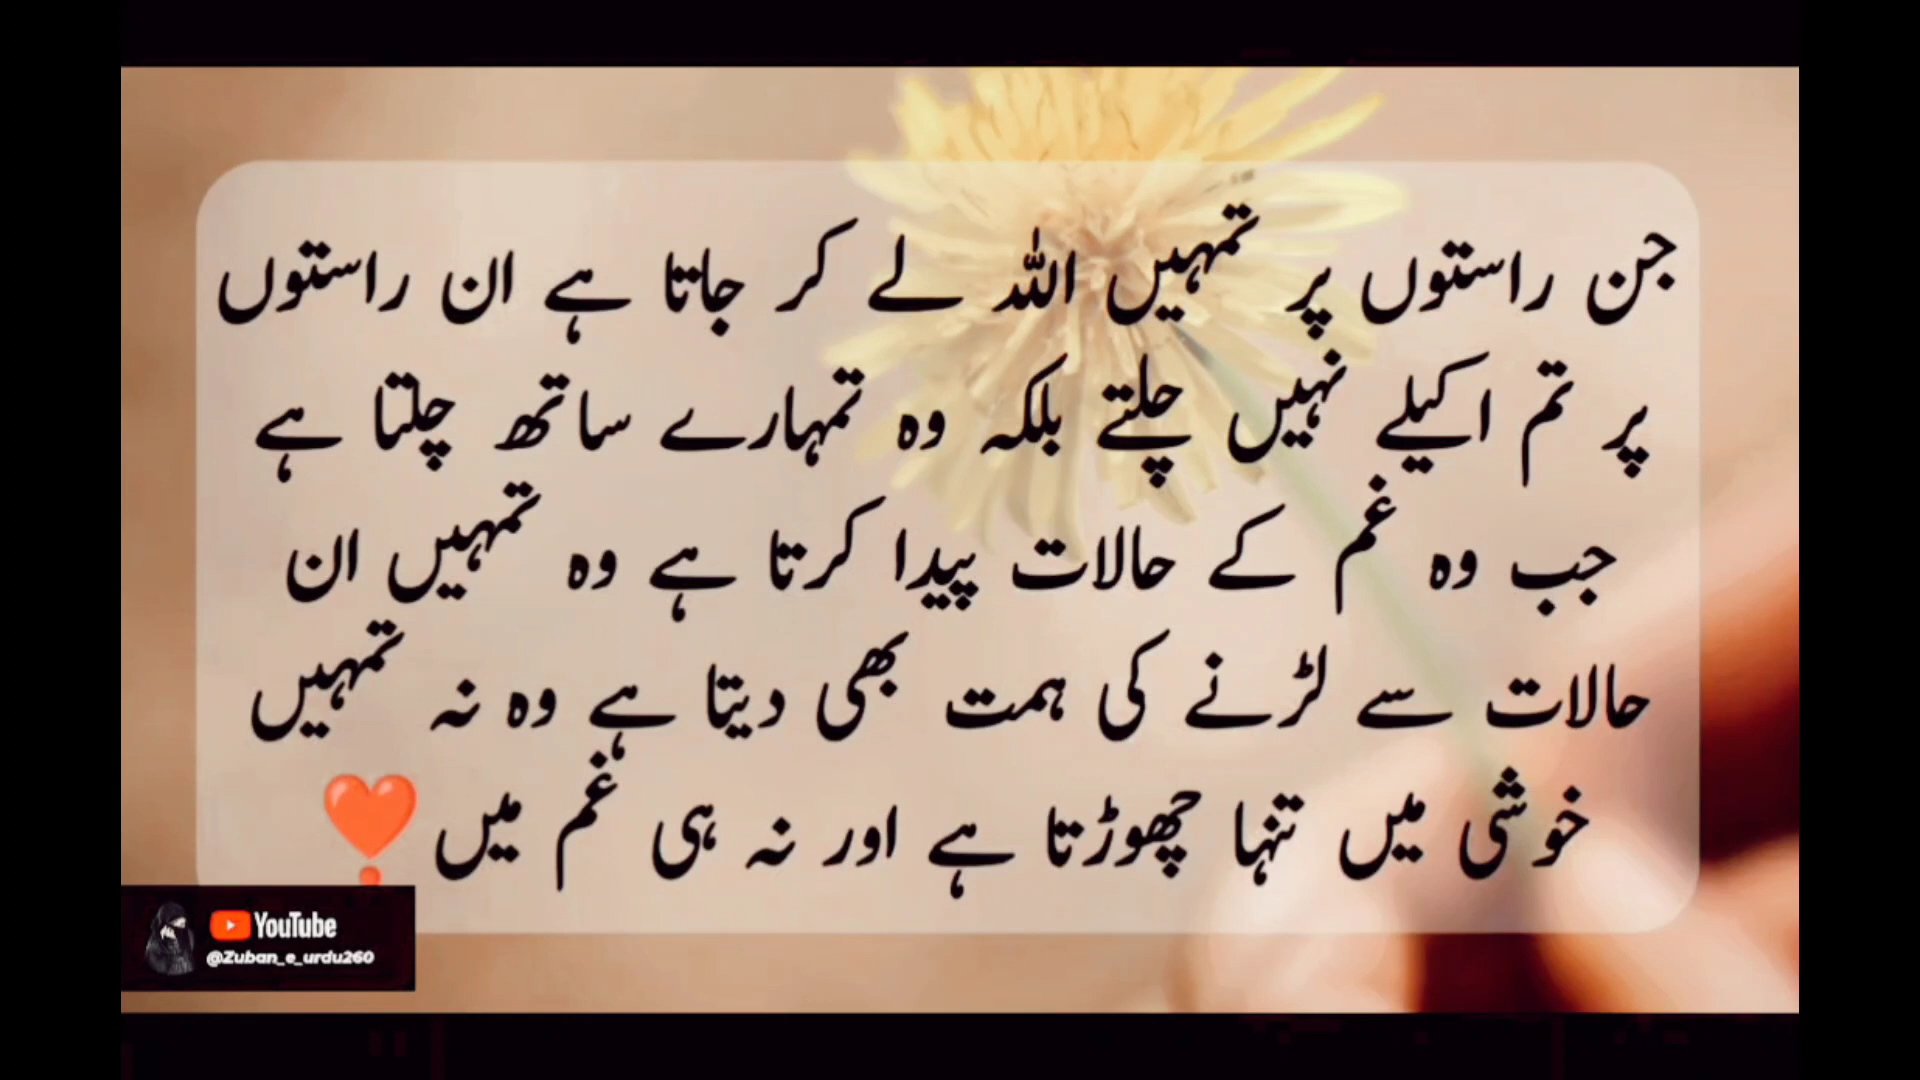 جن راستوں پر تمہیں اللہ لے کر جاتا ہے ان راستوں
پر تم اکیلے نہیں چلتے بلکہ وہ تمہارے ساتھ چلتا ہے
جب وہ غم کے حالات پیدا کرتا ہے وہ تمہیں ان
حالات سے لڑنے کی ہمت بھی دیتا ہے وہ نہ تمہیں
خوشی میں تنہا چھوڑتا ہے اور نہ ہی غم میں ❣️
YouTube
@Zuban_e_urdu260